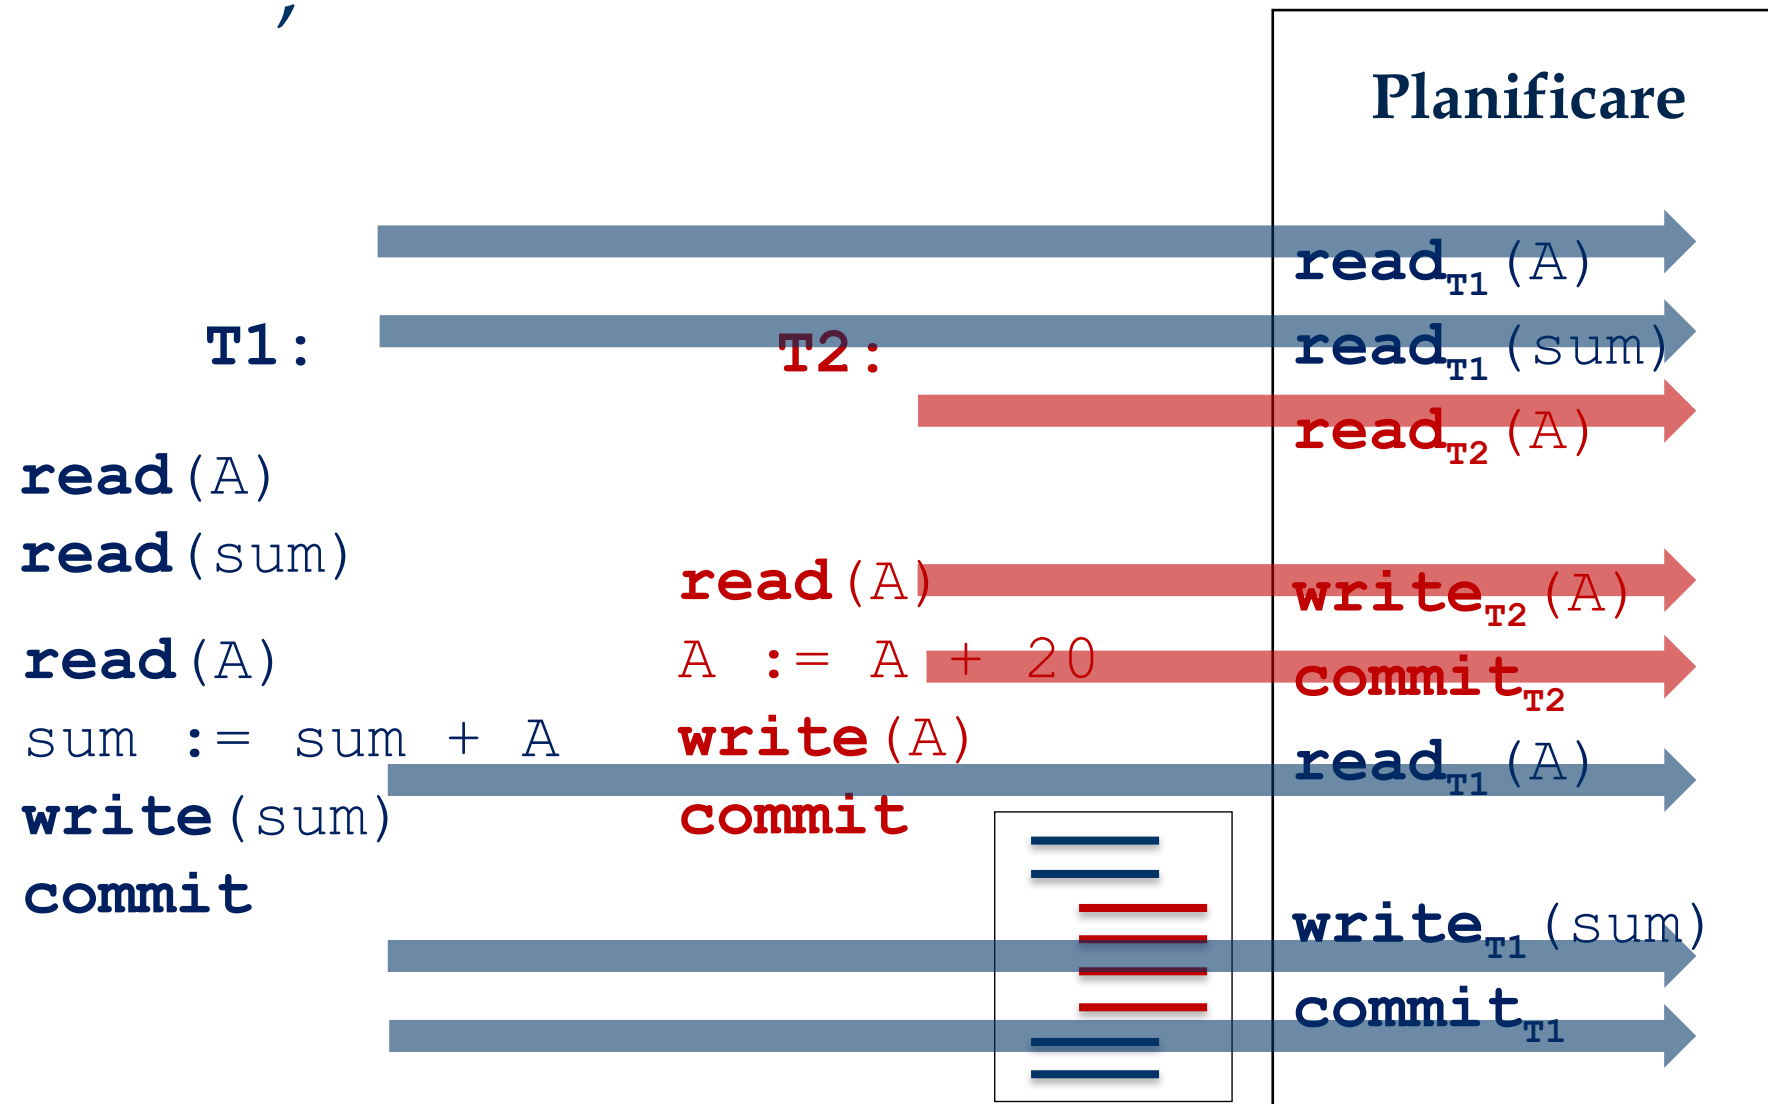 ,
Planificare
T1:
read(A)
read(sum)
read(A)
sum := sum + A
write(sum)
commit
T2:
read(A)
A := A + 20
write(A)
commit
readT1(A)
readT1(sum)
readT2(A)
writeT2(A)
commitT2
readT1(A)
writeT1(sum)
commitT1